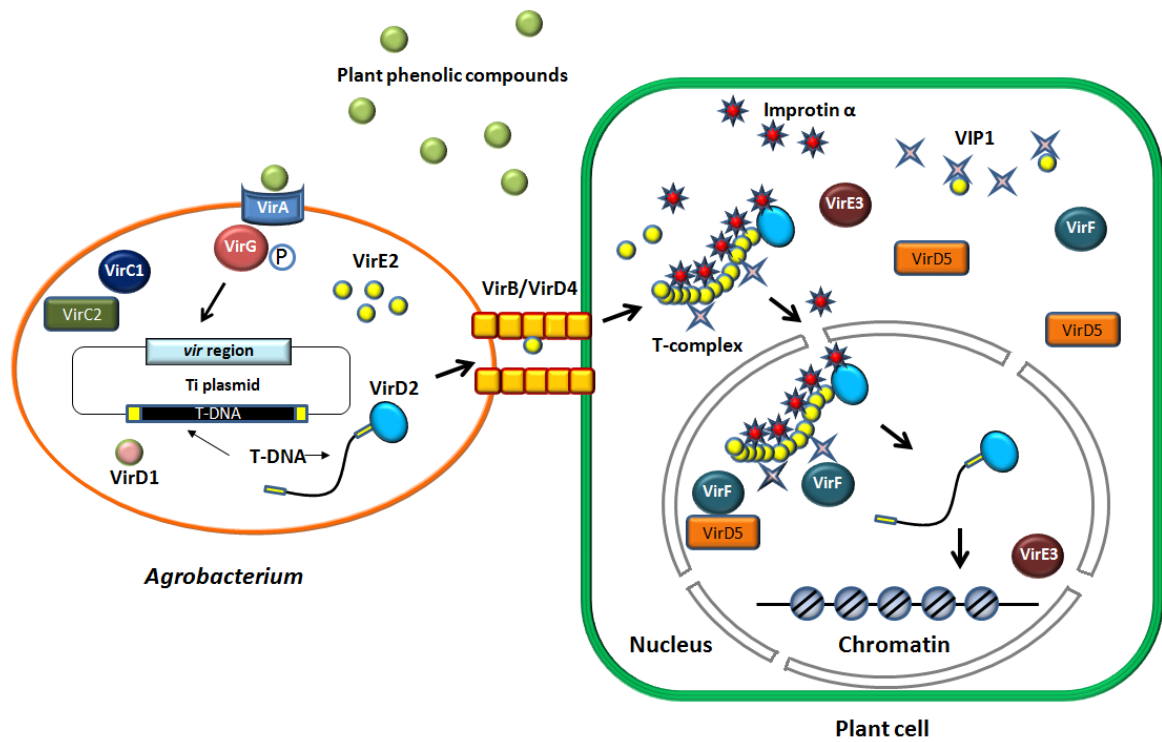 Plant phenolic compounds
VirA
VirG
P
VirC1
VirC2
VirE2
vir region
Ti plasmid
T-DNA
VirD2
T-DNA
VirD1
Agrobacterium
VirB/VirD4
Improtin α
VIP1
VirE3
VirF
VirD5
VirD5
T-complex
VirF
VirF
VirD5
VirE3
Nucleus
Chromatin
Plant cell